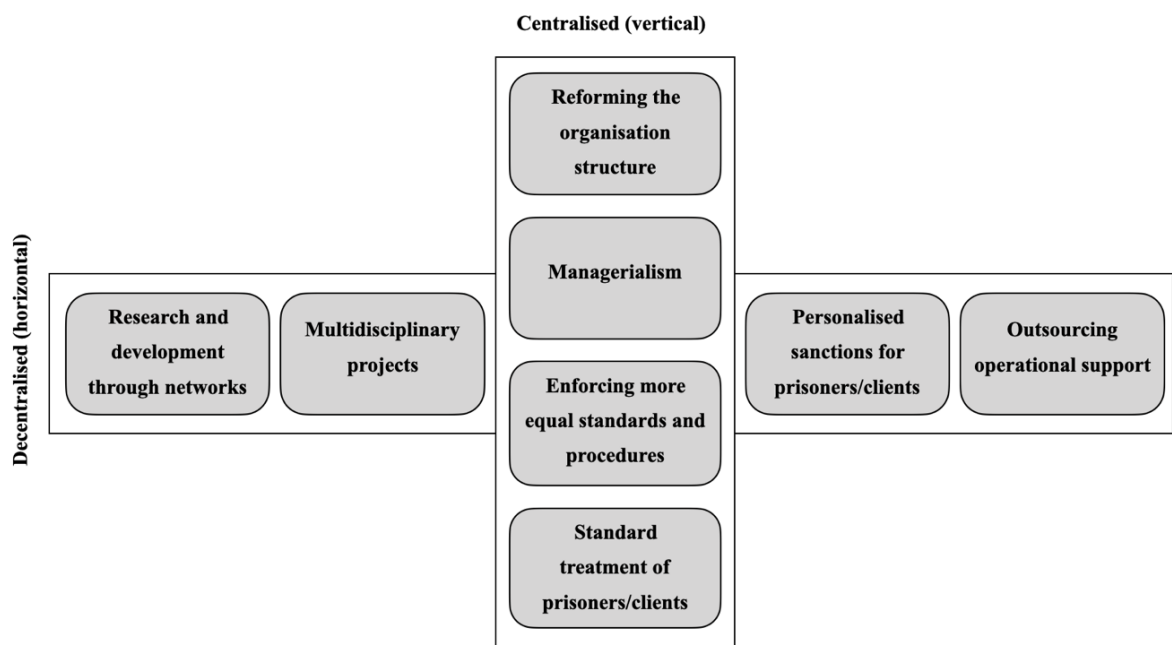 Centralised (vertical)
Reforming the
organisation
structure
Managerialism
Decentralised (horizontal)
Research and
development
through networks
Multidisciplinary
projects
Enforcing more
equal standards and
procedures
Personalised
sanctions for
prisoners/clients
Outsourcing
operational support
Standard
treatment of
prisoners/clients